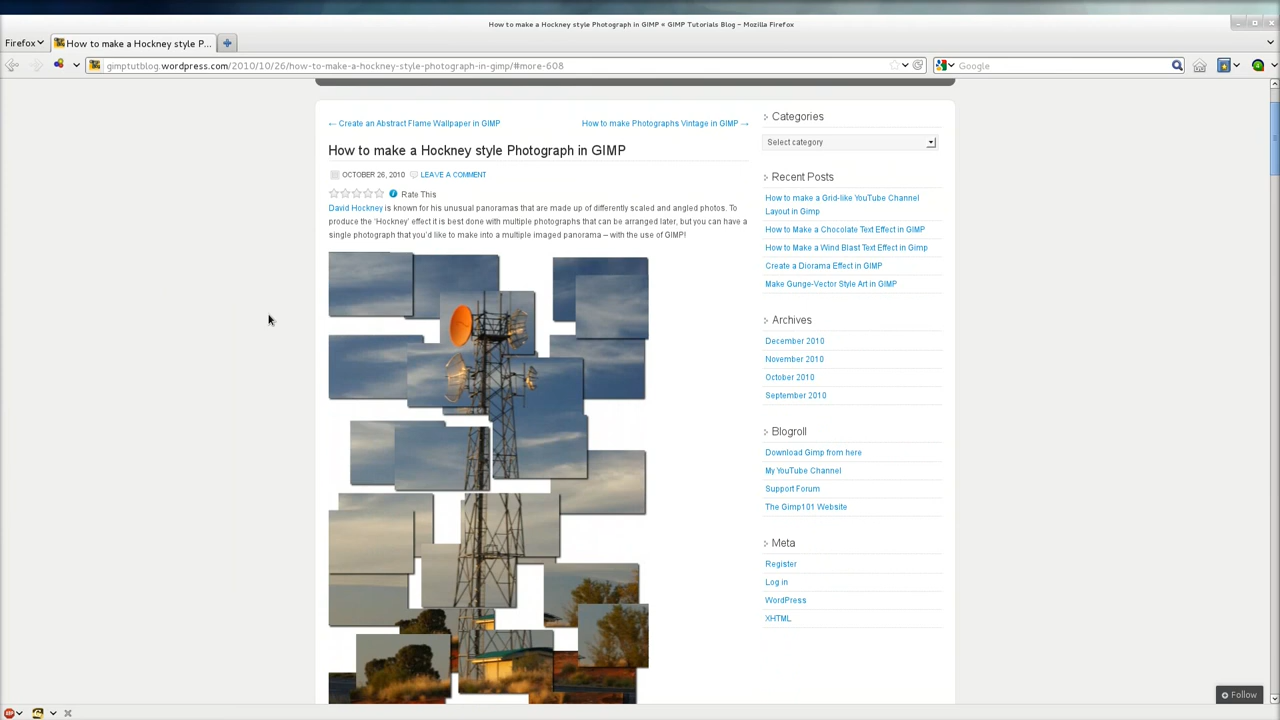 How to make a Hockney style Photograph in GIMP « GIMP Tutorials Blog - Mozilla Firefox
Firefox
How to make a Hockney style P...
gimptutblog.wordpress.com/2010/10/26/how-to-make-a-hockney-style-photograph-in-gimp/#more-608
Google
← Create an Abstract Flame Wallpaper in GIMP
How to make Photographs Vintage in GIMP →
How to make a Hockney style Photograph in GIMP
OCTOBER 26, 2010
LEAVE A COMMENT
Rate This
David Hockney is known for his unusual panoramas that are made up of different scaled and angled photos. To
produce the 'Hockney' effect it is best done with multiple photographs that can be arranged later, but you can have a
single photograph that you'd like to make into a multiple imaged panorama – with the use of GIMP!
Categories
Select category
Recent Posts
How to make a Grid-like YouTube Channel
Layout in Gimp
How to Make a Chocolate Text Effect in GIMP
How to Make a Wind Blast Text Effect in Gimp
Create a Diorama Effect in GIMP
Make Gunge-Vector Style Art in GIMP
Archives
December 2010
November 2010
October 2010
September 2010
Blogroll
Download Gimp from here
My YouTube Channel
Support Forum
The Gimp101 Website
Meta
Register
Log in
WordPress
XHTML
Follow